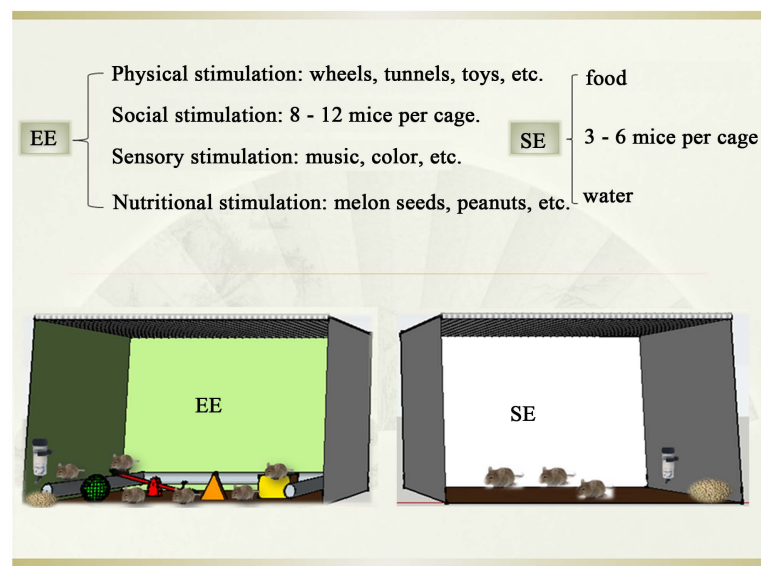 EE
Physical stimulation: wheels, tunnels, toys, etc.
Social stimulation: 8 - 12 mice per cage.
Sensory stimulation: music, color, etc.
Nutritional stimulation: melon seeds, peanuts, etc.
SE
food
3 - 6 mice per cage
water
EE
SE